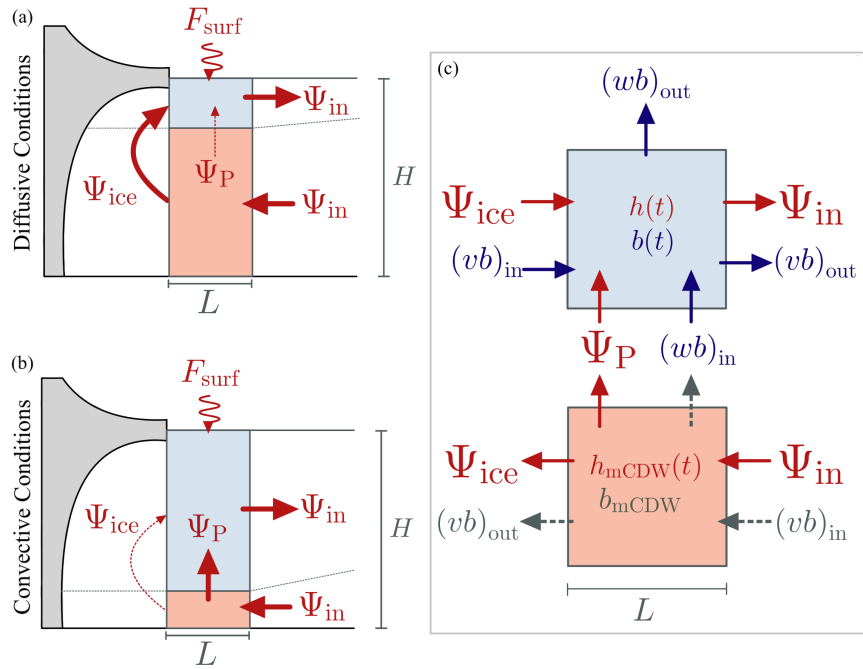 (a)
F_surf
Ψ_in
Ψ_P
Ψ_ice
Ψ_in
H
L
Diffusive Conditions
(b)
F_surf
Ψ_ice
Ψ_P
Ψ_in
Ψ_in
H
L
Convective Conditions
(c)
(wb)_out
Ψ_ice
h(t)
Ψ_in
b(t)
(vb)_in
(vb)_out
Ψ_P
(wb)_in
Ψ_ice
h_mCDW(t)
Ψ_in
b_mCDW
(vb)_out
(vb)_in
L